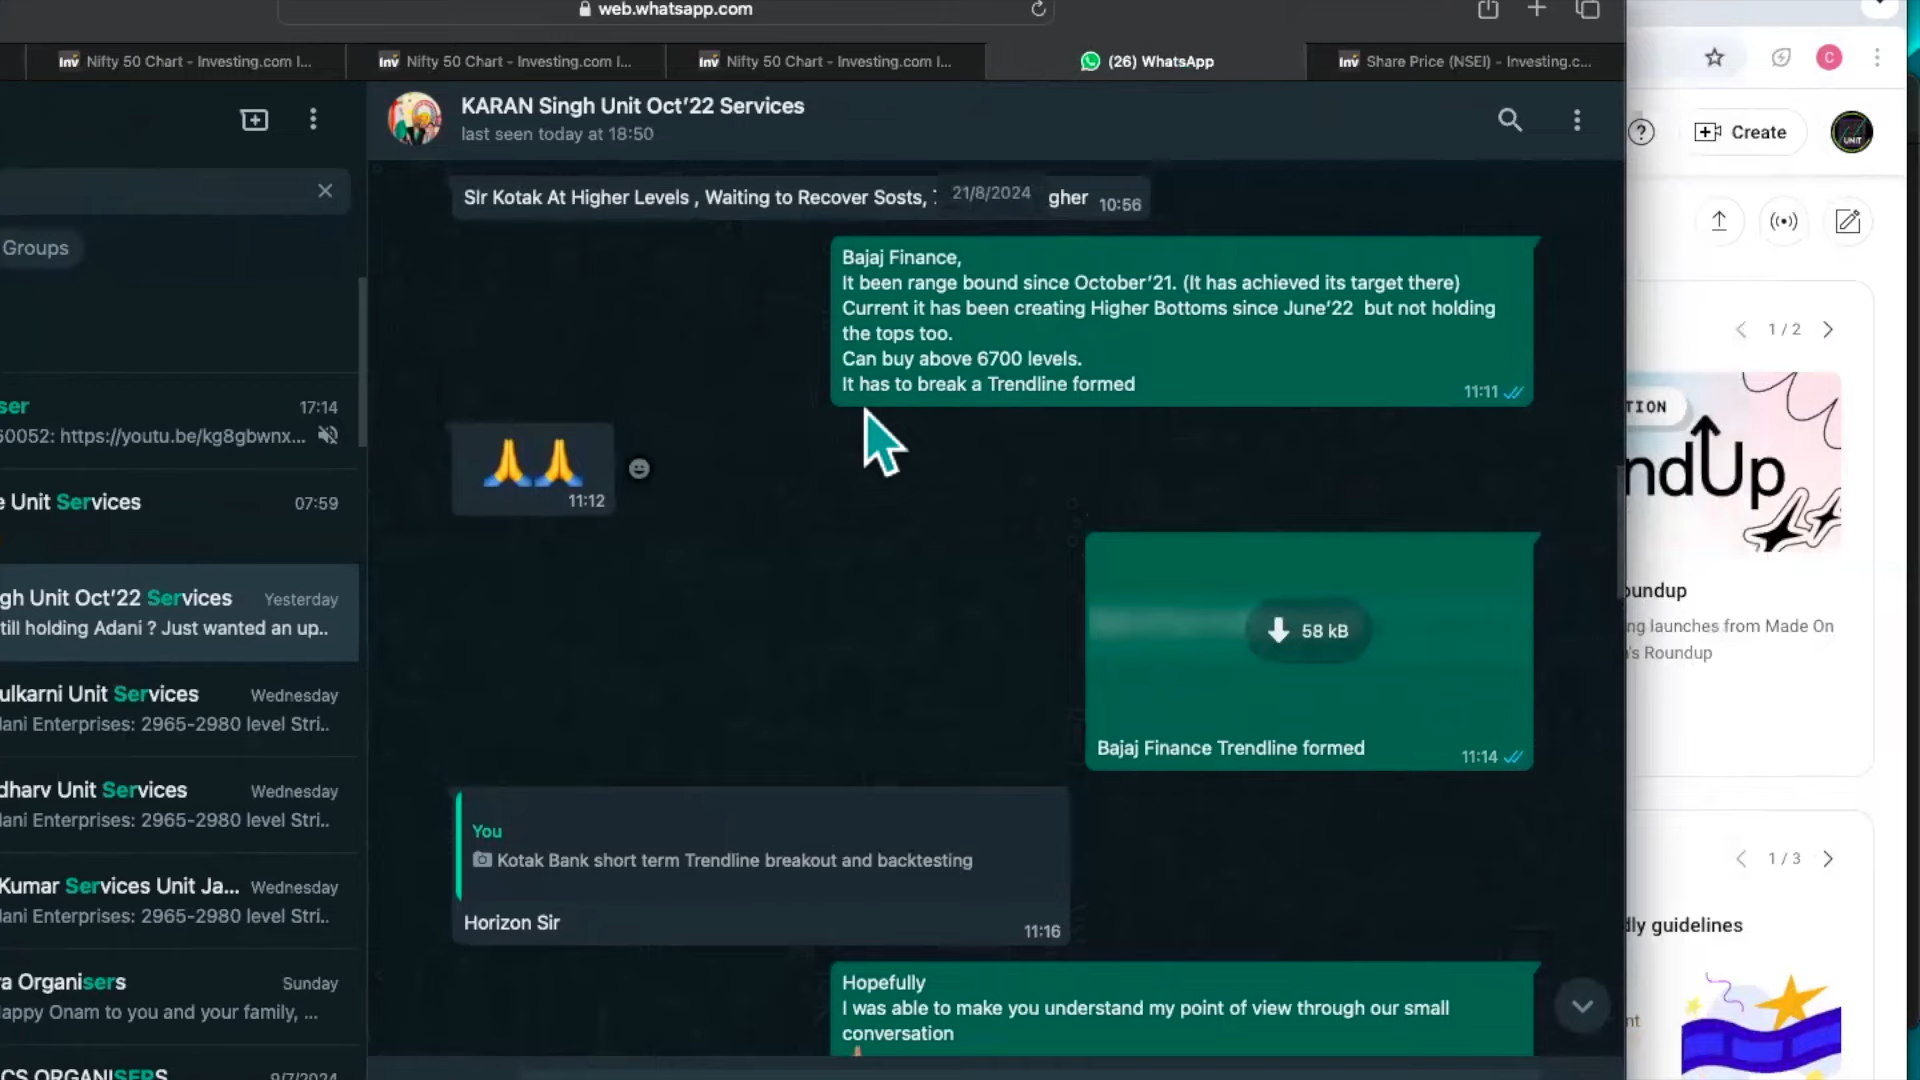 web.whatsapp.com
Nifty 50 Chart - Investing.com I...
Nifty 50 Chart - Investing.com I...
Nifty 50 Chart - Investing.com I...
(26) WhatsApp
Share Price (NSEI) - Investing.c...
KARAN Singh Unit Oct'22 Services
last seen today at 18:50
Create
UNIT
Groups
21/8/2024
SIr Kotak At Higher Levels , Waiting to Recover Sosts,
gher
10:56
Bajaj Finance,
It been range bound since October'21. (It has achieved its target there)
Current it has been creating Higher Bottoms since June'22 but not holding
the tops too.
Can buy above 6700 levels.
It has to break a Trendline formed
11:11
11:12
58 kB
Bajaj Finance Trendline formed
11:14
You
Kotak Bank short term Trendline breakout and backtesting
Horizon Sir
11:16
Hopefully
I was able to make you understand my point of view through our small
conversation
ser
17:14
60052: https://youtu.be/kg8gbwnx...
e Unit Services
07:59
gh Unit Oct'22 Services
Yesterday
till holding Adani ? Just wanted an up..
ulkarni Unit Services
Wednesday
lani Enterprises: 2965-2980 level Stri..
dharv Unit Services
Wednesday
lani Enterprises: 2965-2980 level Stri..
Kumar Services Unit Ja...
Wednesday
lani Enterprises: 2965-2980 level Stri..
ra Organisers
Sunday
appy Onam to you and your family, ...
CS ORGANISERS
9/7/2024
1 / 2
TION
ndUp
oundup
ng launches from Made On
's Roundup
1 / 3
dly guidelines
nt